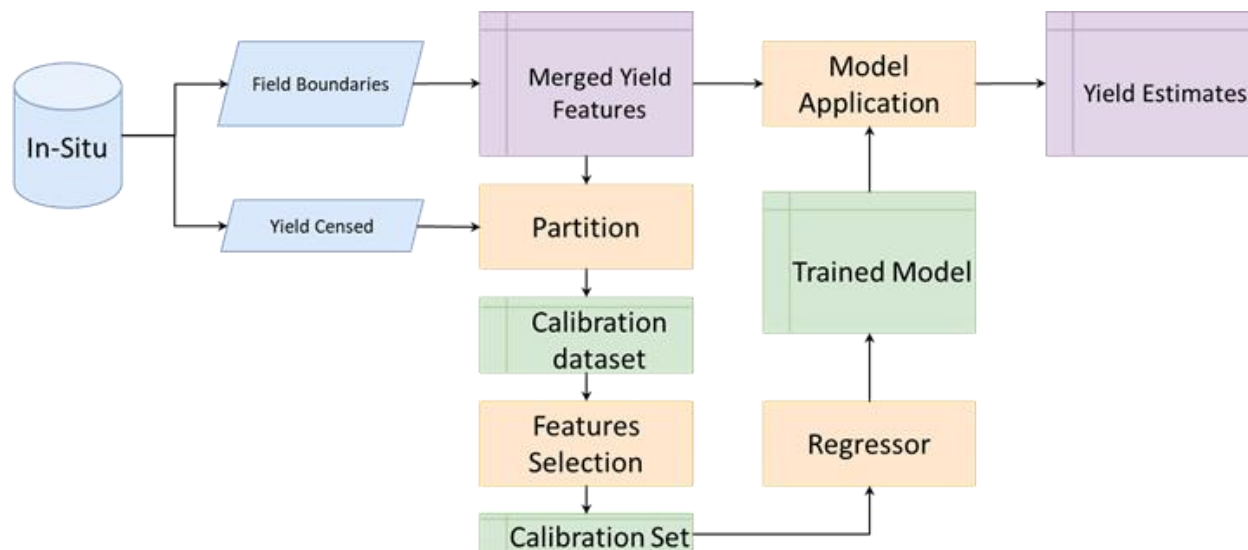 In-Situ
Field Boundaries
Yield Censed
Merged Yield
Features
Partition
Calibration
dataset
Features
Selection
Calibration Set
Model
Application
Trained Model
Regressor
Yield Estimates